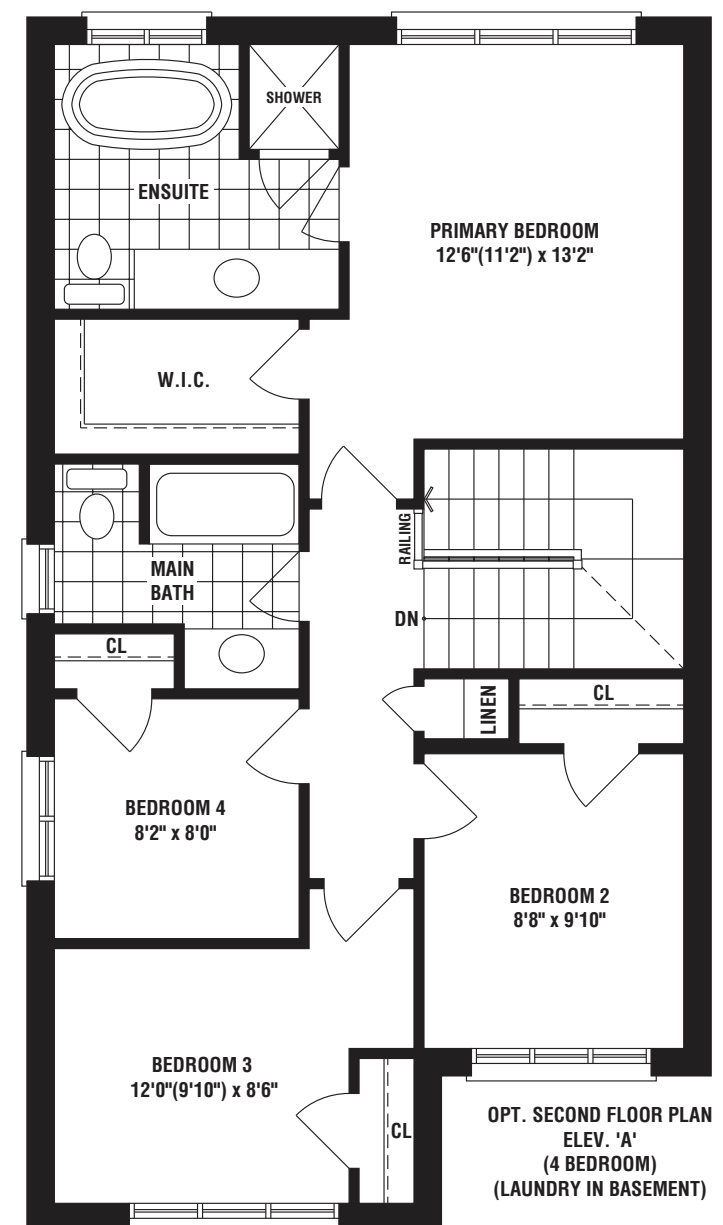 SHOWER
ENSUITE
PRIMARY BEDROOM
12'6"(11'2") x 13'2"
W.I.C.
RAILING
MAIN
BATH
DN
CL
LINEN
CL
BEDROOM 4
8'2" x 8'0"
BEDROOM 2
8'8" x 9'10"
BEDROOM 3
12'0"(9'10") x 8'6"
CL
OPT. SECOND FLOOR PLAN
ELEV. 'A'
(4 BEDROOM)
(LAUNDRY IN BASEMENT)